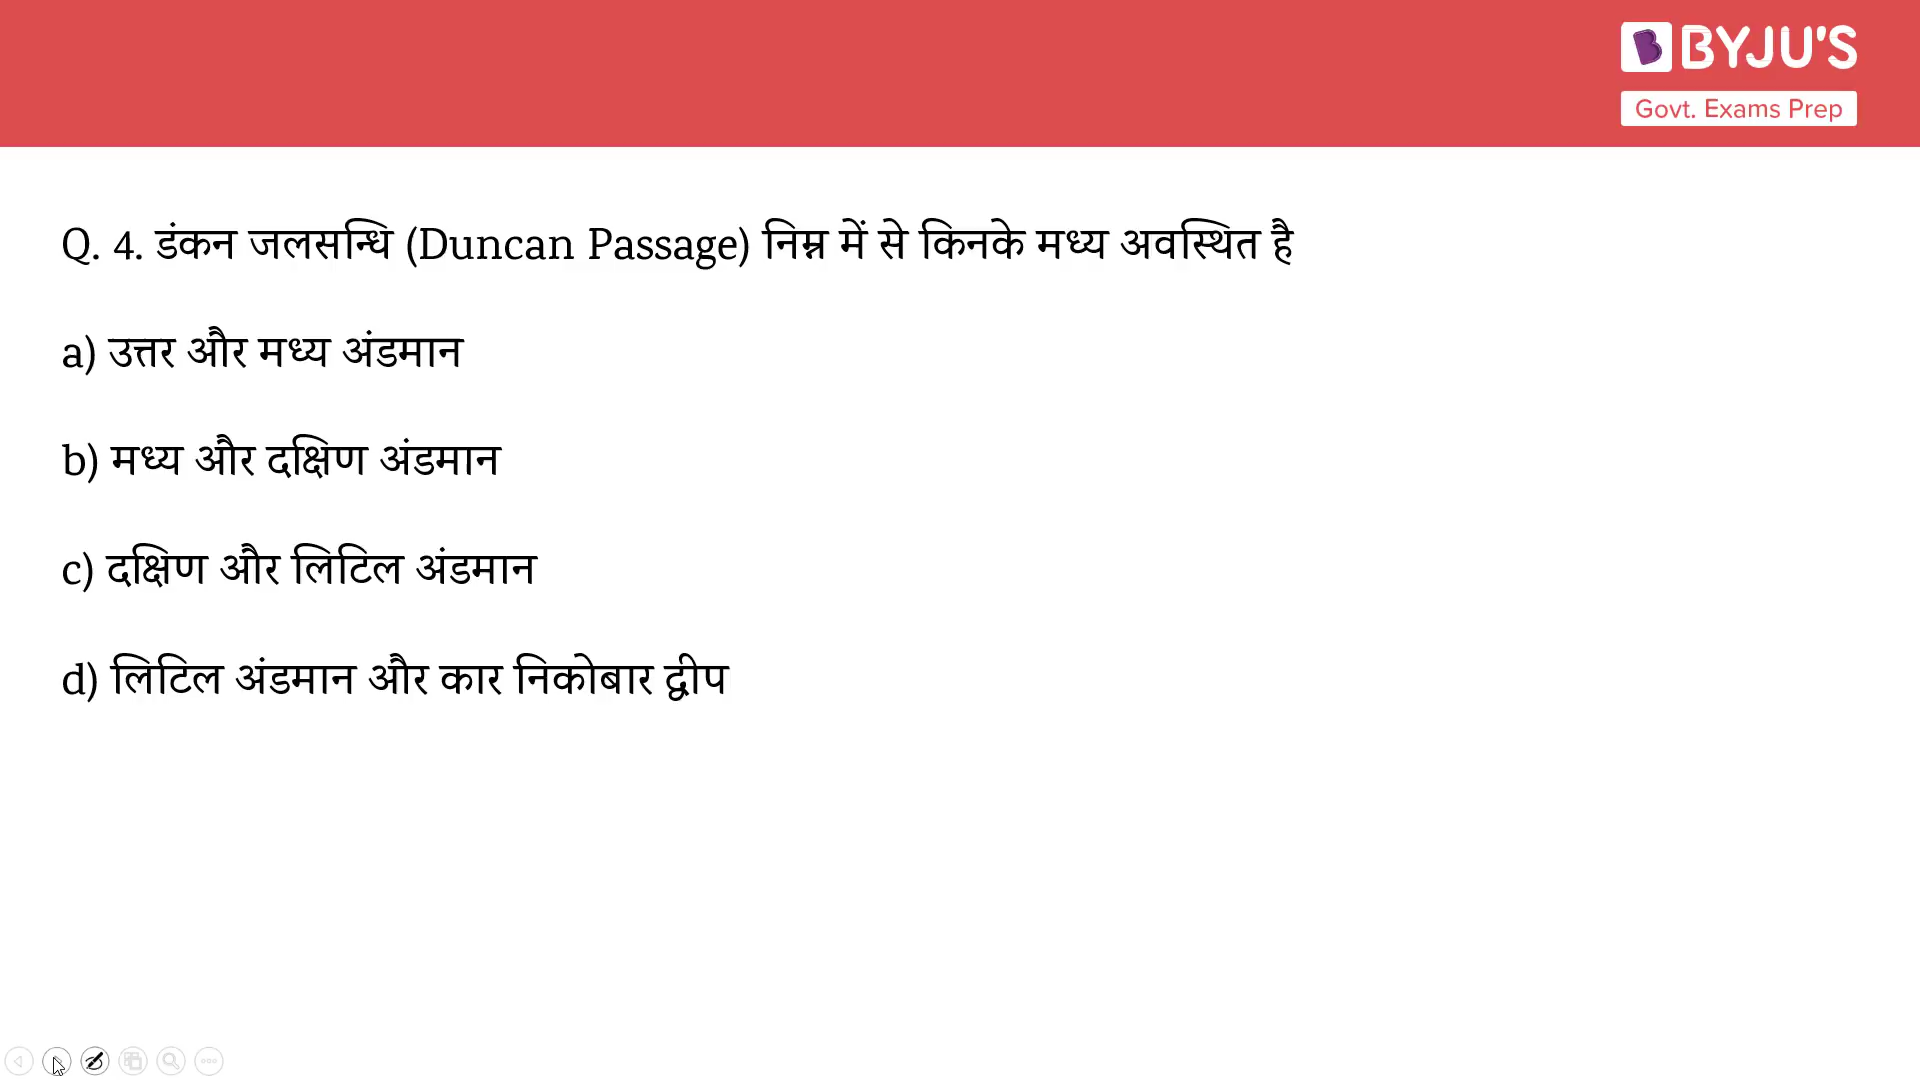 BYJU'S
Govt. Exams Prep
Q. 4. डंकन जलसन्धि (Duncan Passage) निम्न में से किनके मध्य अवस्थित है
a) उत्तर और मध्य अंडमान
b) मध्य और दक्षिण अंडमान
c) दक्षिण और लिटिल अंडमान
d) लिटिल अंडमान और कार निकोबार द्वीप